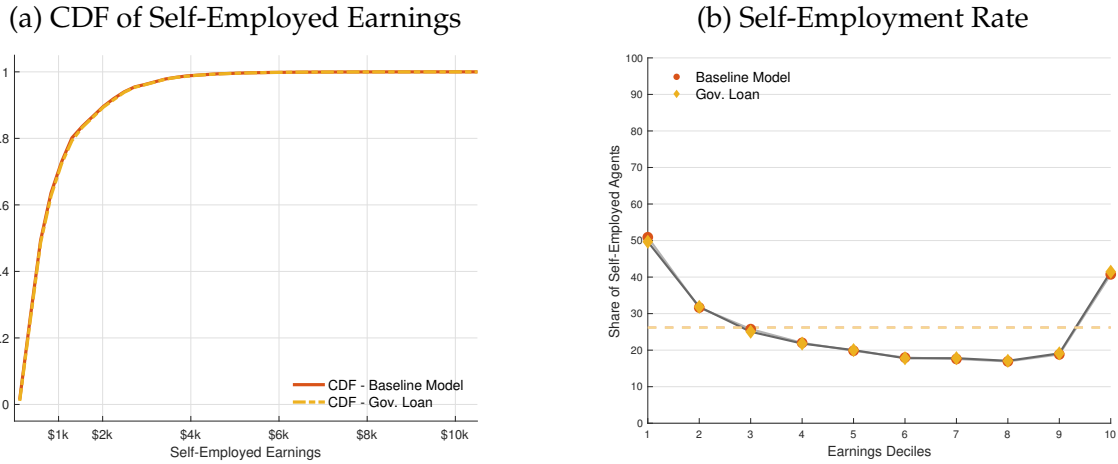 (a) CDF of Self-Employed Earnings
1
.8
.6
.4
.2
0
$1k
$2k
$4k
$6k
$8k
$10k
Self-Employed Earnings
CDF - Baseline Model
CDF - Gov. Loan
(b) Self-Employment Rate
100
90
80
70
60
50
40
30
20
10
0
1
2
3
4
5
6
7
8
9
10
Earnings Deciles
Share of Self-Employed Agents
Baseline Model
Gov. Loan